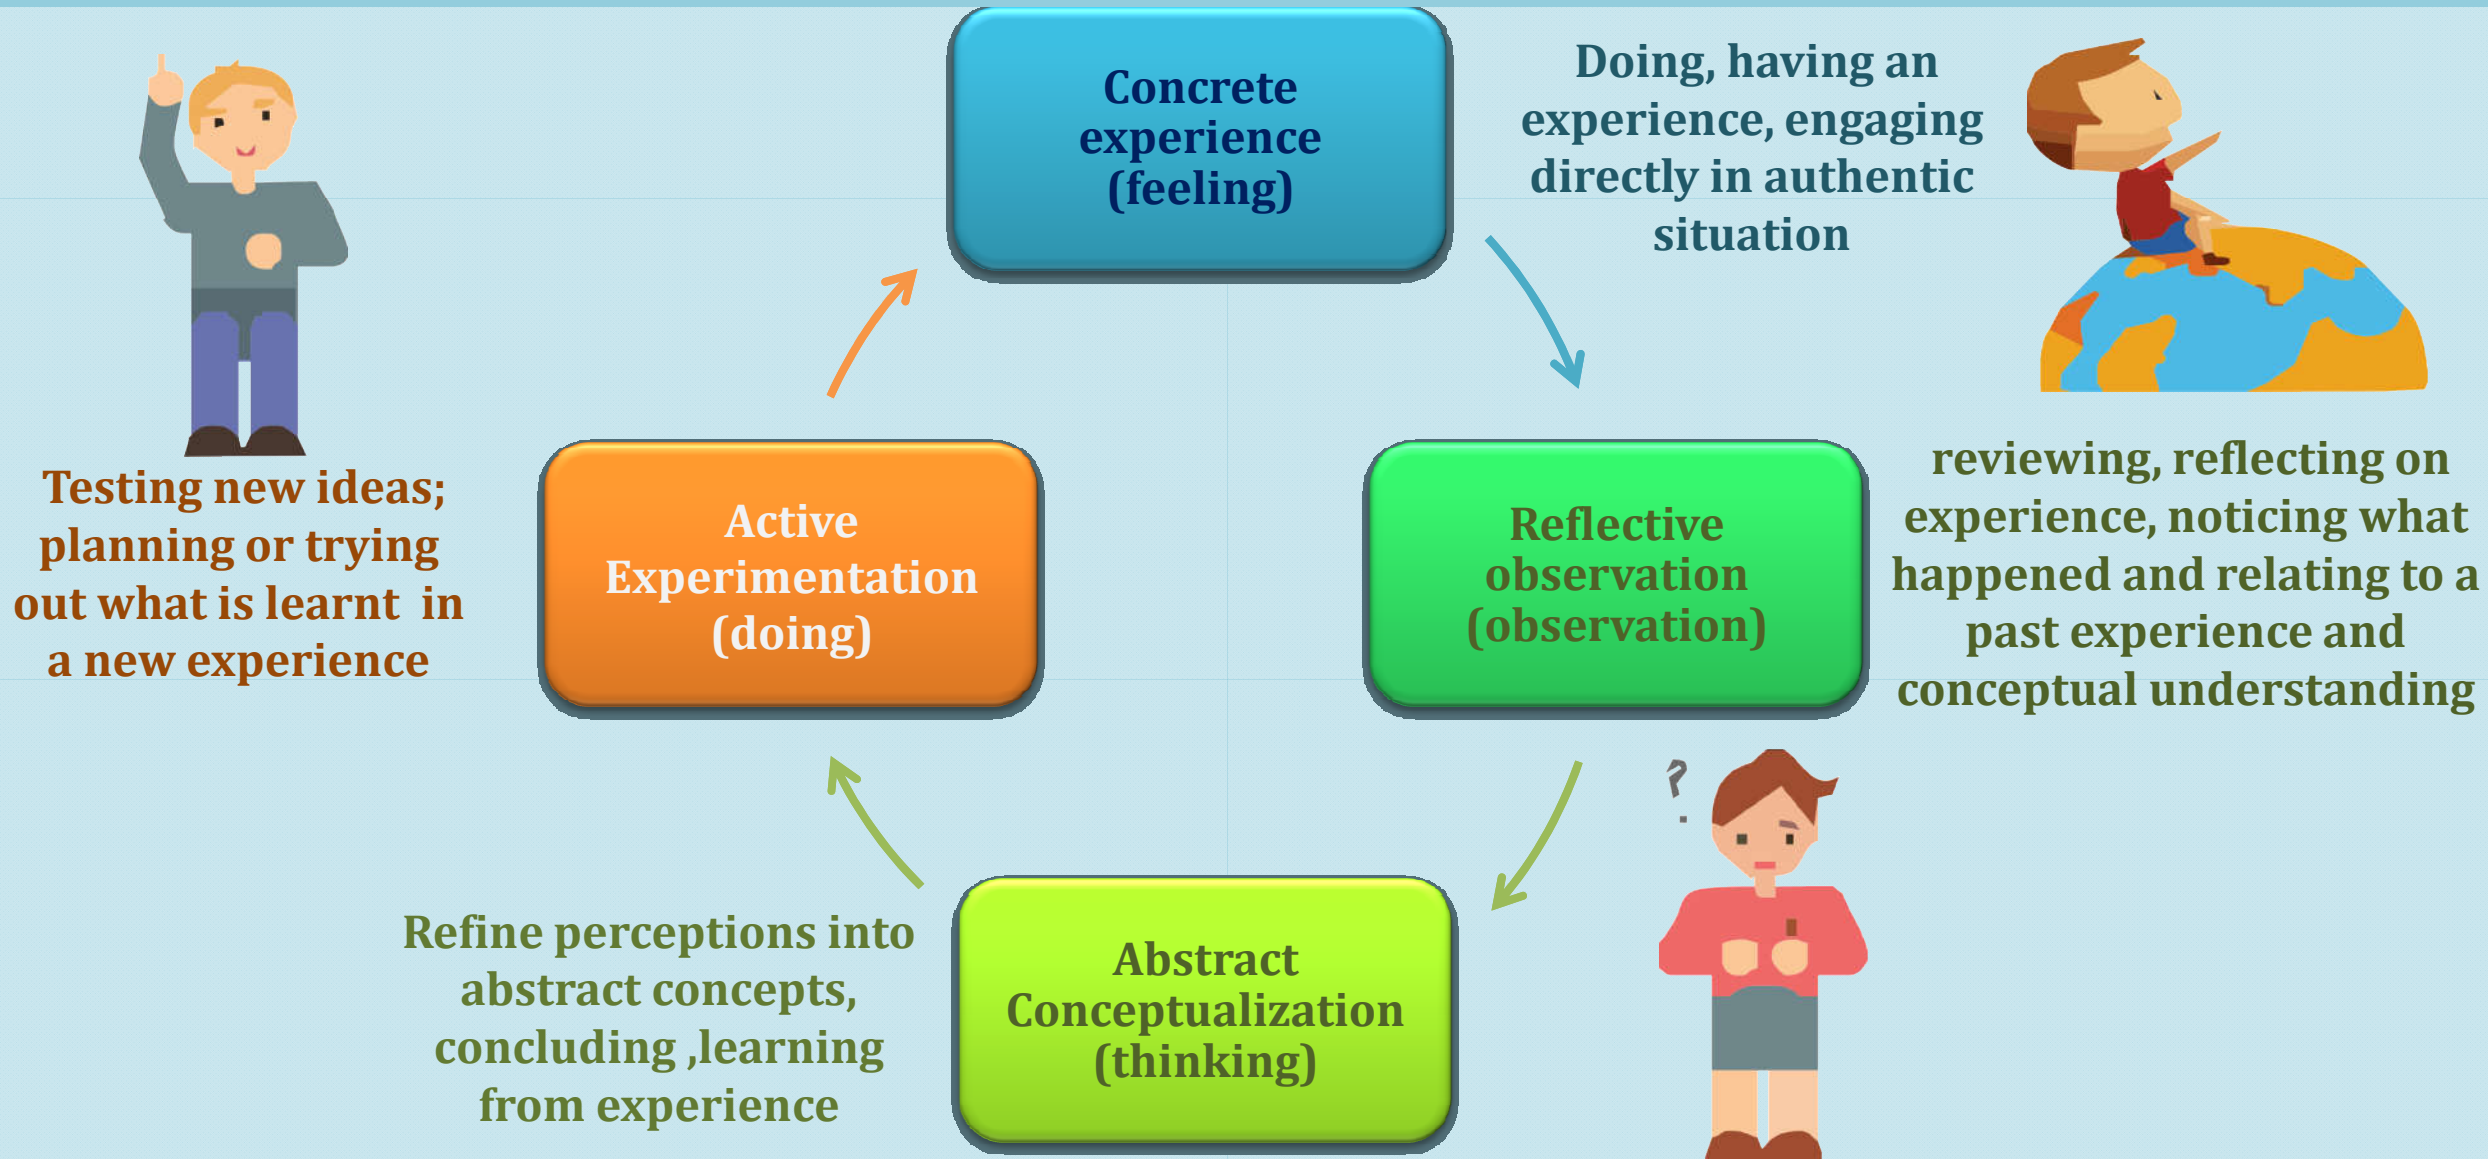 Concrete
experience
(feeling)
Doing, having an
experience, engaging
directly in authentic
situation
Testing new ideas;
planning or trying
out what is learnt  in
a new experience
Active
Experimentation
(doing)
Reflective
observation
(observation)
reviewing, reflecting on
experience, noticing what
happened and relating to a
past experience and
conceptual understanding
?
Refine perceptions into
abstract concepts,
concluding ,learning
from experience
Abstract
Conceptualization
(thinking)